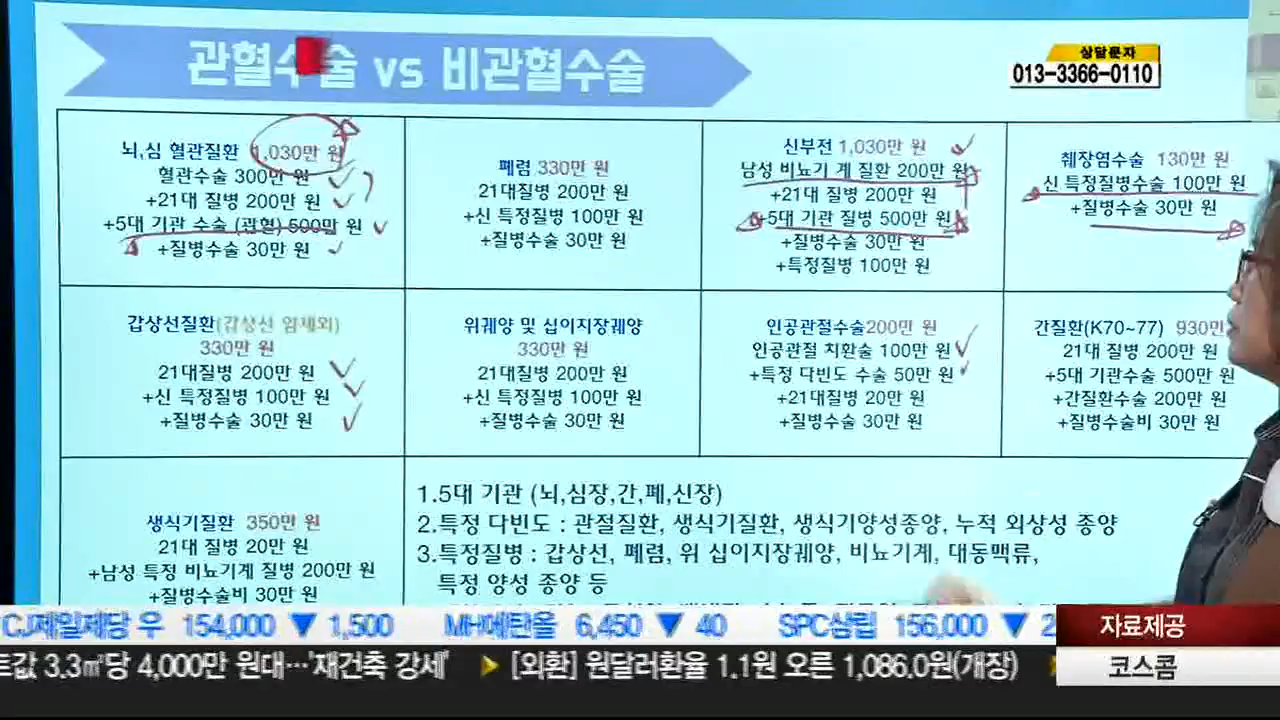 관혈수술 vs 비관혈수술
상담문자
013-3366-0110
뇌,심 혈관질환 1,030만 원
혈관수술 300만 원
+21대 질병 200만 원
+5대 기관 수술 (관혈) 500만 원
+질병수술 30만 원
폐렴 330만 원
21대질병 200만 원
+신 특정질병 100만 원
+질병수술 30만 원
신부전 1,030만 원
남성 비뇨기 계 질환 200만 원
+21대 질병 200만 원
+5대 기관 질병 500만 원
+질병수술 30만 원
+특정질병 100만 원
췌장염수술 130만 원
신 특정질병수술 100만 원
+질병수술 30만 원
갑상선질환(갑상선 암제외)
330만 원
21대질병 200만 원
+신 특정질병 100만 원
+질병수술 30만 원
위궤양 및 십이지장궤양
330만 원
21대질병 200만 원
+신 특정질병 100만 원
+질병수술 30만 원
인공관절수술200만 원
인공관절 치환술 100만 원
+특정 다빈도 수술 50만 원
+21대질병 20만 원
+질병수술 30만 원
간질환(K70~77) 930만
21대 질병 200만 원
+5대 기관수술 500만 원
+간질환수술 200만 원
+질병수술비 30만 원
생식기질환 350만 원
21대 질병 20만 원
+남성 특정 비뇨기계 질병 200만 원
+질병수술비 30만 원
1.5대 기관 (뇌,심장,간,폐,신장)
2.특정 다빈도 : 관절질환, 생식기질환, 생식기양성종양, 누적 외상성 종양
3.특정질병 : 갑상선, 폐렴, 위 십이지장궤양, 비뇨기계, 대동맥류,
특정 양성 종양 등
CJ제일제당 우 154,000 ▼ 1,500 MH에탄올 6,450 ▼ 40 SPC삼립 156,000 ▼ 2
자료제공
트값 3.3㎡당 4,000만 원대…'재건축 강세' [외환] 원달러환율 1.1원 오른 1,086.0원(개장)
코스콤